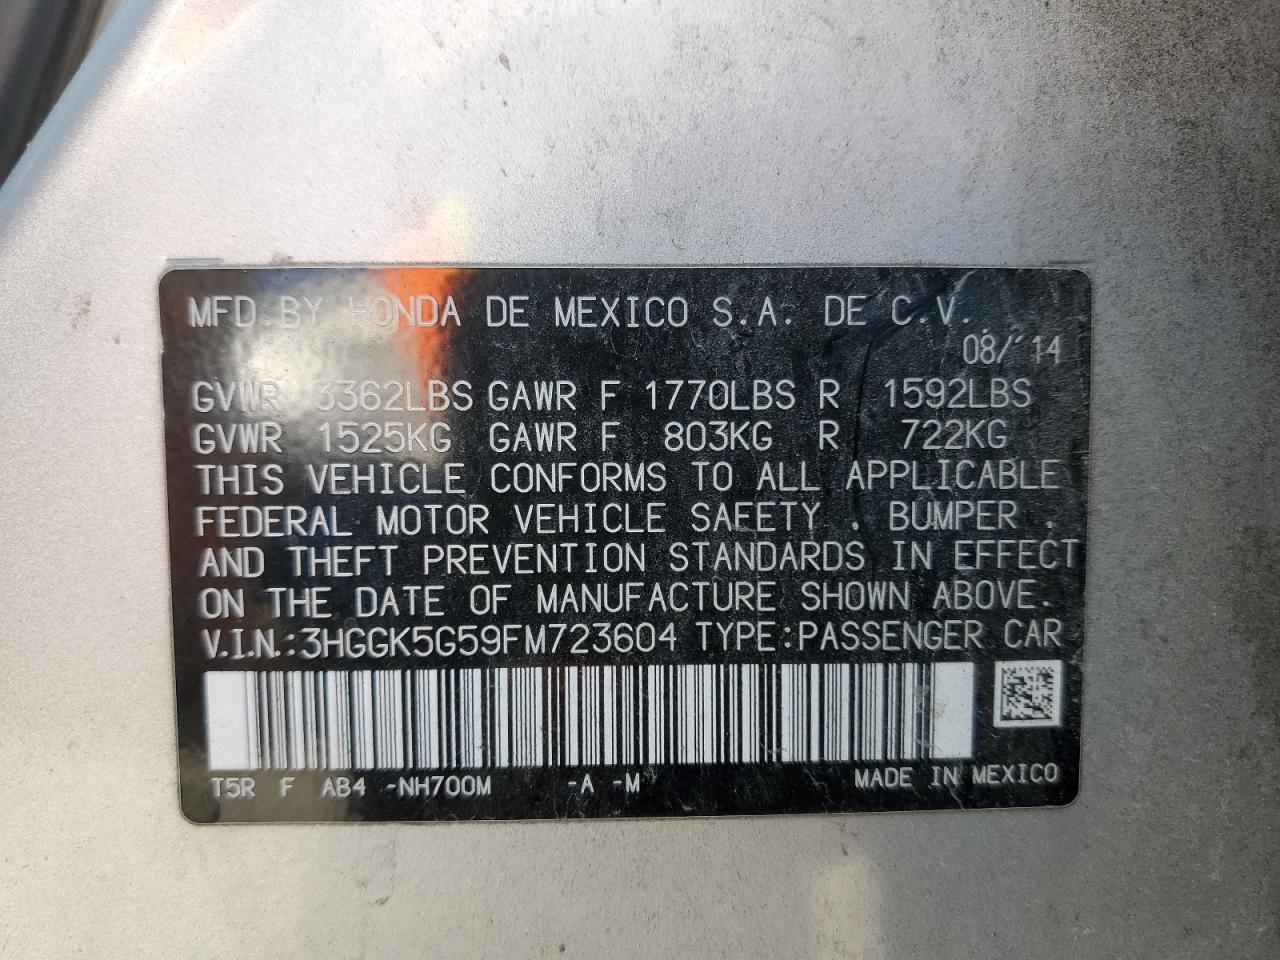 MFD. BY HONDA DE MEXICO S.A. DE C.V.
08/'14
GVWR 3362LBS GAWR F 1770LBS R 1592LBS
GVWR 1525KG GAWR F 803KG R 722KG
THIS VEHICLE CONFORMS TO ALL APPLICABLE
FEDERAL MOTOR VEHICLE SAFETY , BUMPER ,
AND THEFT PREVENTION STANDARDS IN EFFECT
ON THE DATE OF MANUFACTURE SHOWN ABOVE.
V.I.N.:3HGGK5G59FM723604 TYPE:PASSENGER CAR
T5R F AB4 -NH700M -A -M MADE IN MEXICO